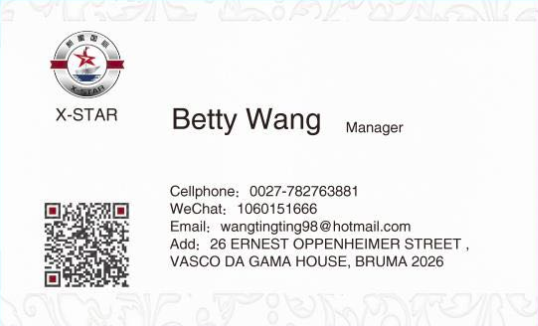 X-STAR
X-STAR
Betty Wang Manager
Cellphone: 0027-782763881
WeChat: 1060151666
Email: wangtingting98@hotmail.com
Add: 26 ERNEST OPPENHEIMER STREET ,
VASCO DA GAMA HOUSE, BRUMA 2026